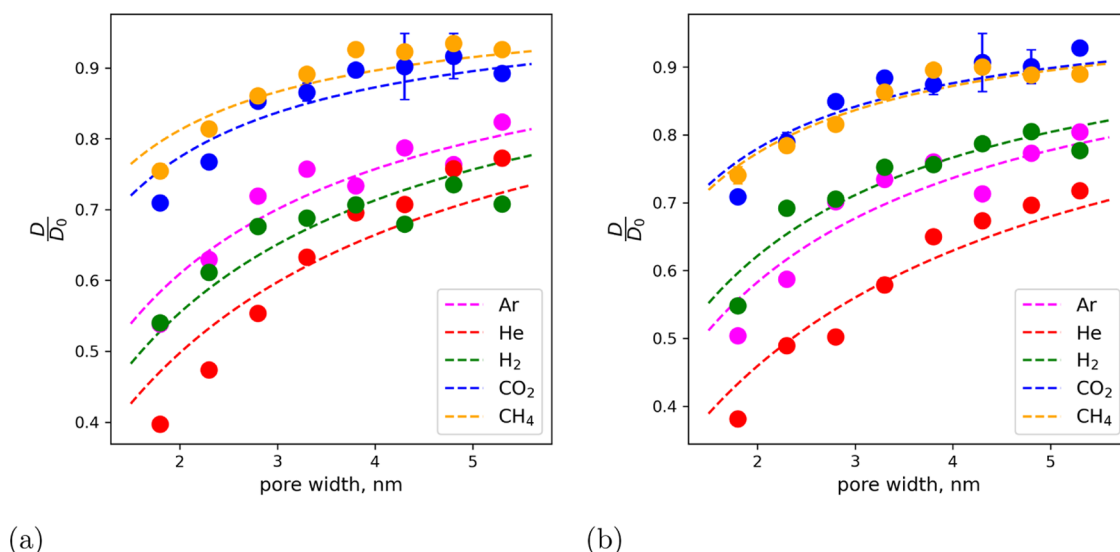 0.9
0.8
0.7
0.6
0.5
0.4
D
D₀
Ar
He
H₂
CO₂
CH₄
2
3
4
5
pore width, nm
(a)
0.9
0.8
0.7
0.6
0.5
0.4
D
D₀
Ar
He
H₂
CO₂
CH₄
2
3
4
5
pore width, nm
(b)